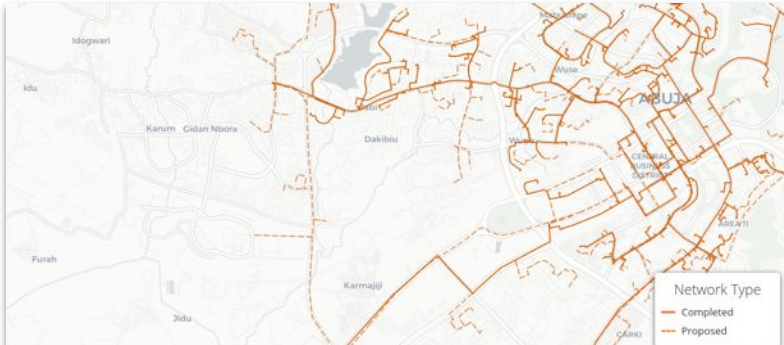 Idogwari
Wuse
Idu
ABUJA
Karum
Gidan Nbora
Dakibiu
CENTRAL
BUSINESS
DISTRICT
AREA 11
Furah
Karmajiji
Jidu
GARKI
Network Type
Completed
Proposed